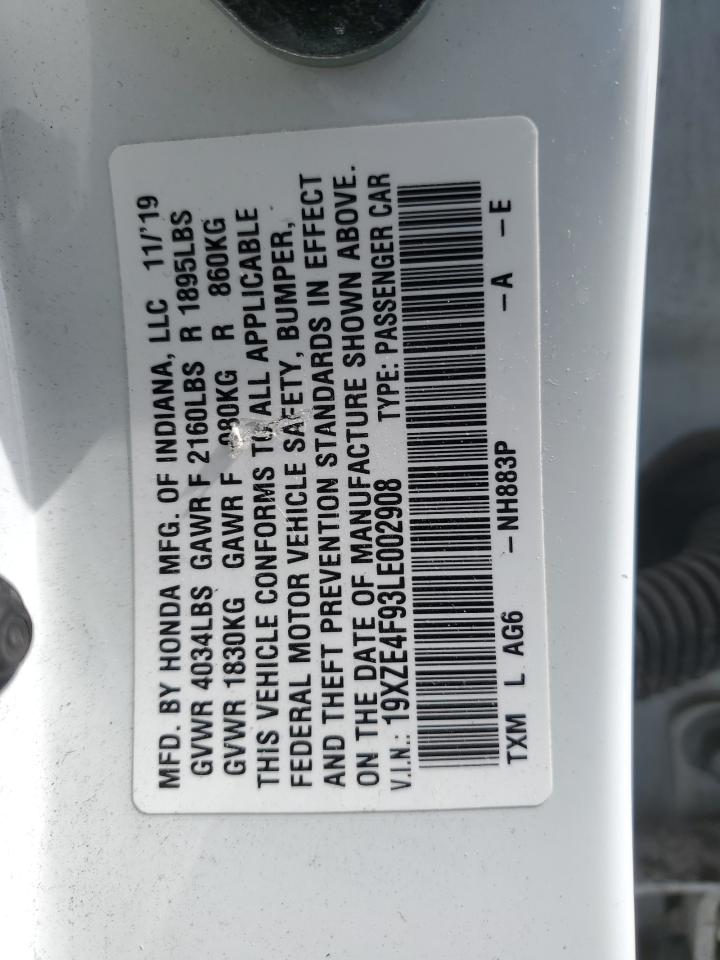 MFD. BY HONDA MFG. OF INDIANA, LLC 11/'19
GVWR 4034LBS GAWR F 2160LBS R 1895LBS
GVWR 1830KG GAWR F 980KG R 860KG
THIS VEHICLE CONFORMS TO ALL APPLICABLE
FEDERAL MOTOR VEHICLE SAFETY, BUMPER,
AND THEFT PREVENTION STANDARDS IN EFFECT
ON THE DATE OF MANUFACTURE SHOWN ABOVE.
V.I.N.: 19XZE4F93LE002908 TYPE: PASSENGER CAR
TXM L AG6 -NH883P -A -E